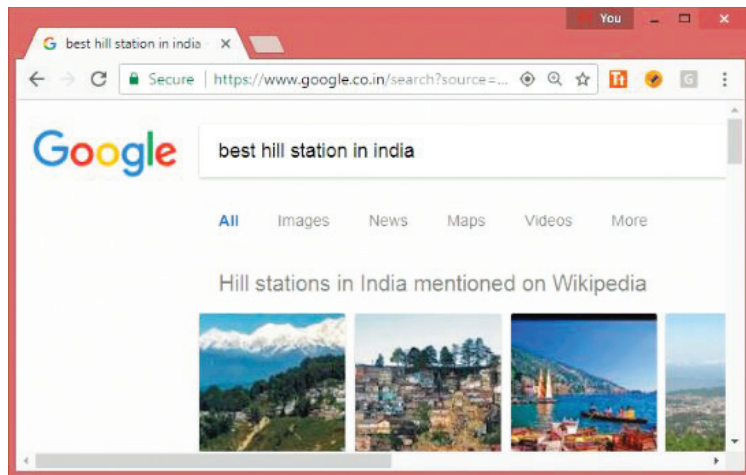 You
G best hill station in india
Secure https://www.google.co.in/search?source=...
Tt
G
Google best hill station in india
All Images News Maps Videos More
Hill stations in India mentioned on Wikipedia